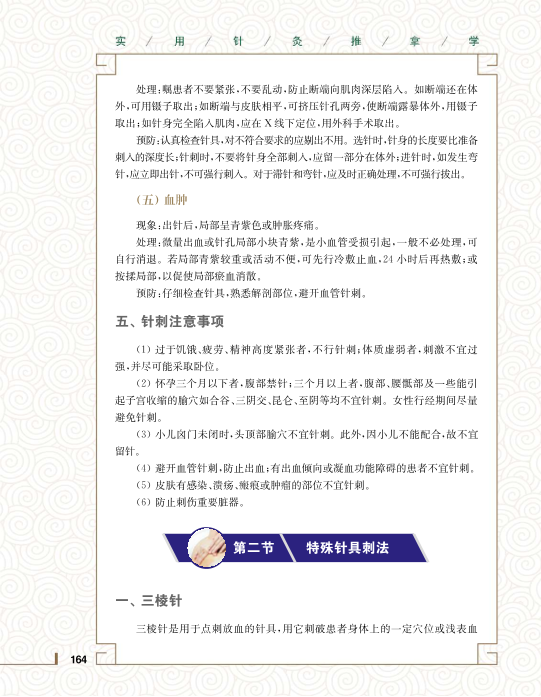 实 / 用 / 针 / 灸 / 推 / 拿 / 学
处理:嘱患者不要紧张,不要乱动,防止断端向肌肉深层陷入。如断端还在体
外,可用镊子取出;如断端与皮肤相平,可挤压针孔两旁,使断端露暴体外,用镊子
取出;如针身完全陷入肌肉,应在 X 线下定位,用外科手术取出。
预防:认真检查针具,对不符合要求的应剔出不用。选针时,针身的长度要比准备
刺入的深度长;针刺时,不要将针身全部刺入,应留一部分在体外;进针时,如发生弯
针,应立即出针,不可强行刺入。对于滞针和弯针,应及时正确处理,不可强行拔出。
(五) 血肿
现象:出针后,局部呈青紫色或肿胀疼痛。
处理:微量出血或针孔局部小块青紫,是小血管受损引起,一般不必处理,可
自行消退。若局部青紫较重或活动不便,可先行冷敷止血,24 小时后再热敷;或
按揉局部,以促使局部瘀血消散。
预防:仔细检查针具,熟悉解剖部位,避开血管针刺。
五、针刺注意事项
(1) 过于饥饿、疲劳、精神高度紧张者,不行针刺;体质虚弱者,刺激不宜过
强,并尽可能采取卧位。
(2) 怀孕三个月以下者,腹部禁针;三个月以上者,腹部、腰骶部及一些能引
起子宫收缩的腧穴如合谷、三阴交、昆仑、至阴等均不宜针刺。女性行经期间尽量
避免针刺。
(3) 小儿囟门未闭时,头顶部腧穴不宜针刺。此外,因小儿不能配合,故不宜
留针。
(4) 避开血管针刺,防止出血;有出血倾向或凝血功能障碍的患者不宜针刺。
(5) 皮肤有感染、溃疡、瘢痕或肿瘤的部位不宜针刺。
(6) 防止刺伤重要脏器。
第二节 特殊针具刺法
一、三棱针
三棱针是用于点刺放血的针具,用它刺破患者身体上的一定穴位或浅表血
164